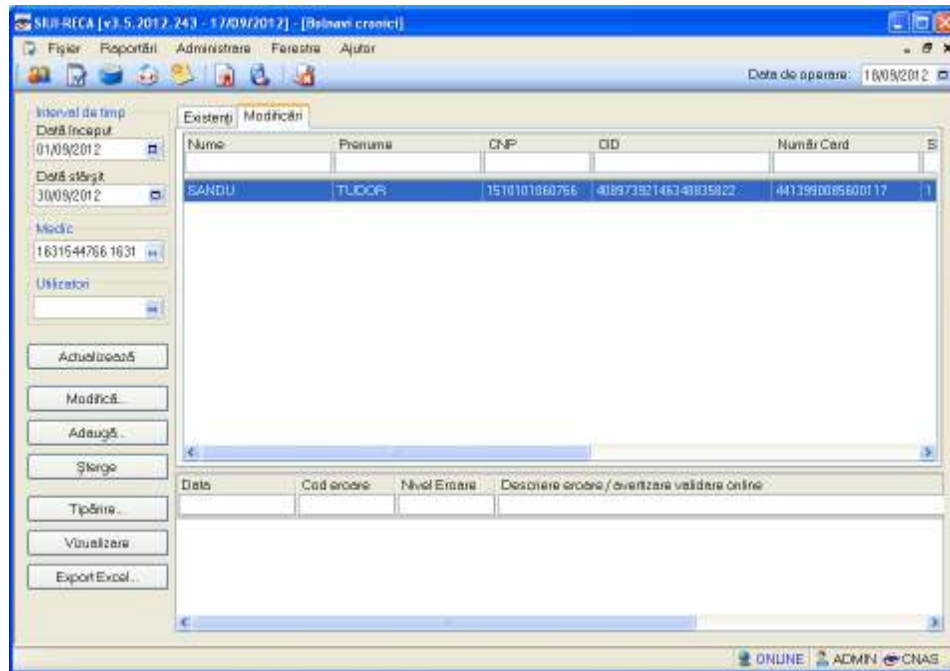 SIUI-RECA [v3.5.2012.243 - 17/09/2012] - [Bolnavi cronici]
Fişier Raportări Administrare Ferestre Ajutor
Data de operare: 18/09/2012
Interval de timp
Dată început
01/09/2012
Dată sfârşit
30/09/2012
Medic
1631544766 1631
Utilizatori
Actualizează
Modifică...
Adaugă...
Şterge
Tipărire...
Vizualizare
Export Excel...
Existenţi Modificări
Nume Prenume CNP CID Număr Card S
SANDU TUDOR 1510101060766 40897392146348835822 4413990085600117 1
Data Cod eroare Nivel Eroare Descriere eroare / avertizare validare online
ONLINE ADMIN CNAS